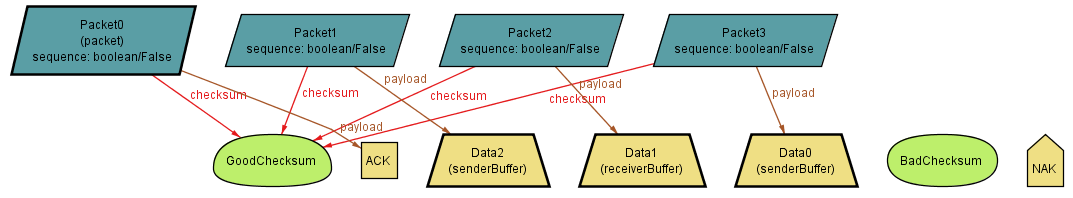 Packet0
(packet)
sequence: boolean/False
Packet1
sequence: boolean/False
Packet2
sequence: boolean/False
Packet3
sequence: boolean/False
checksum
payload
checksum
payload
checksum
payload
checksum
payload
GoodChecksum
ACK
Data2
(senderBuffer)
Data1
(receiverBuffer)
Data0
(senderBuffer)
BadChecksum
NAK